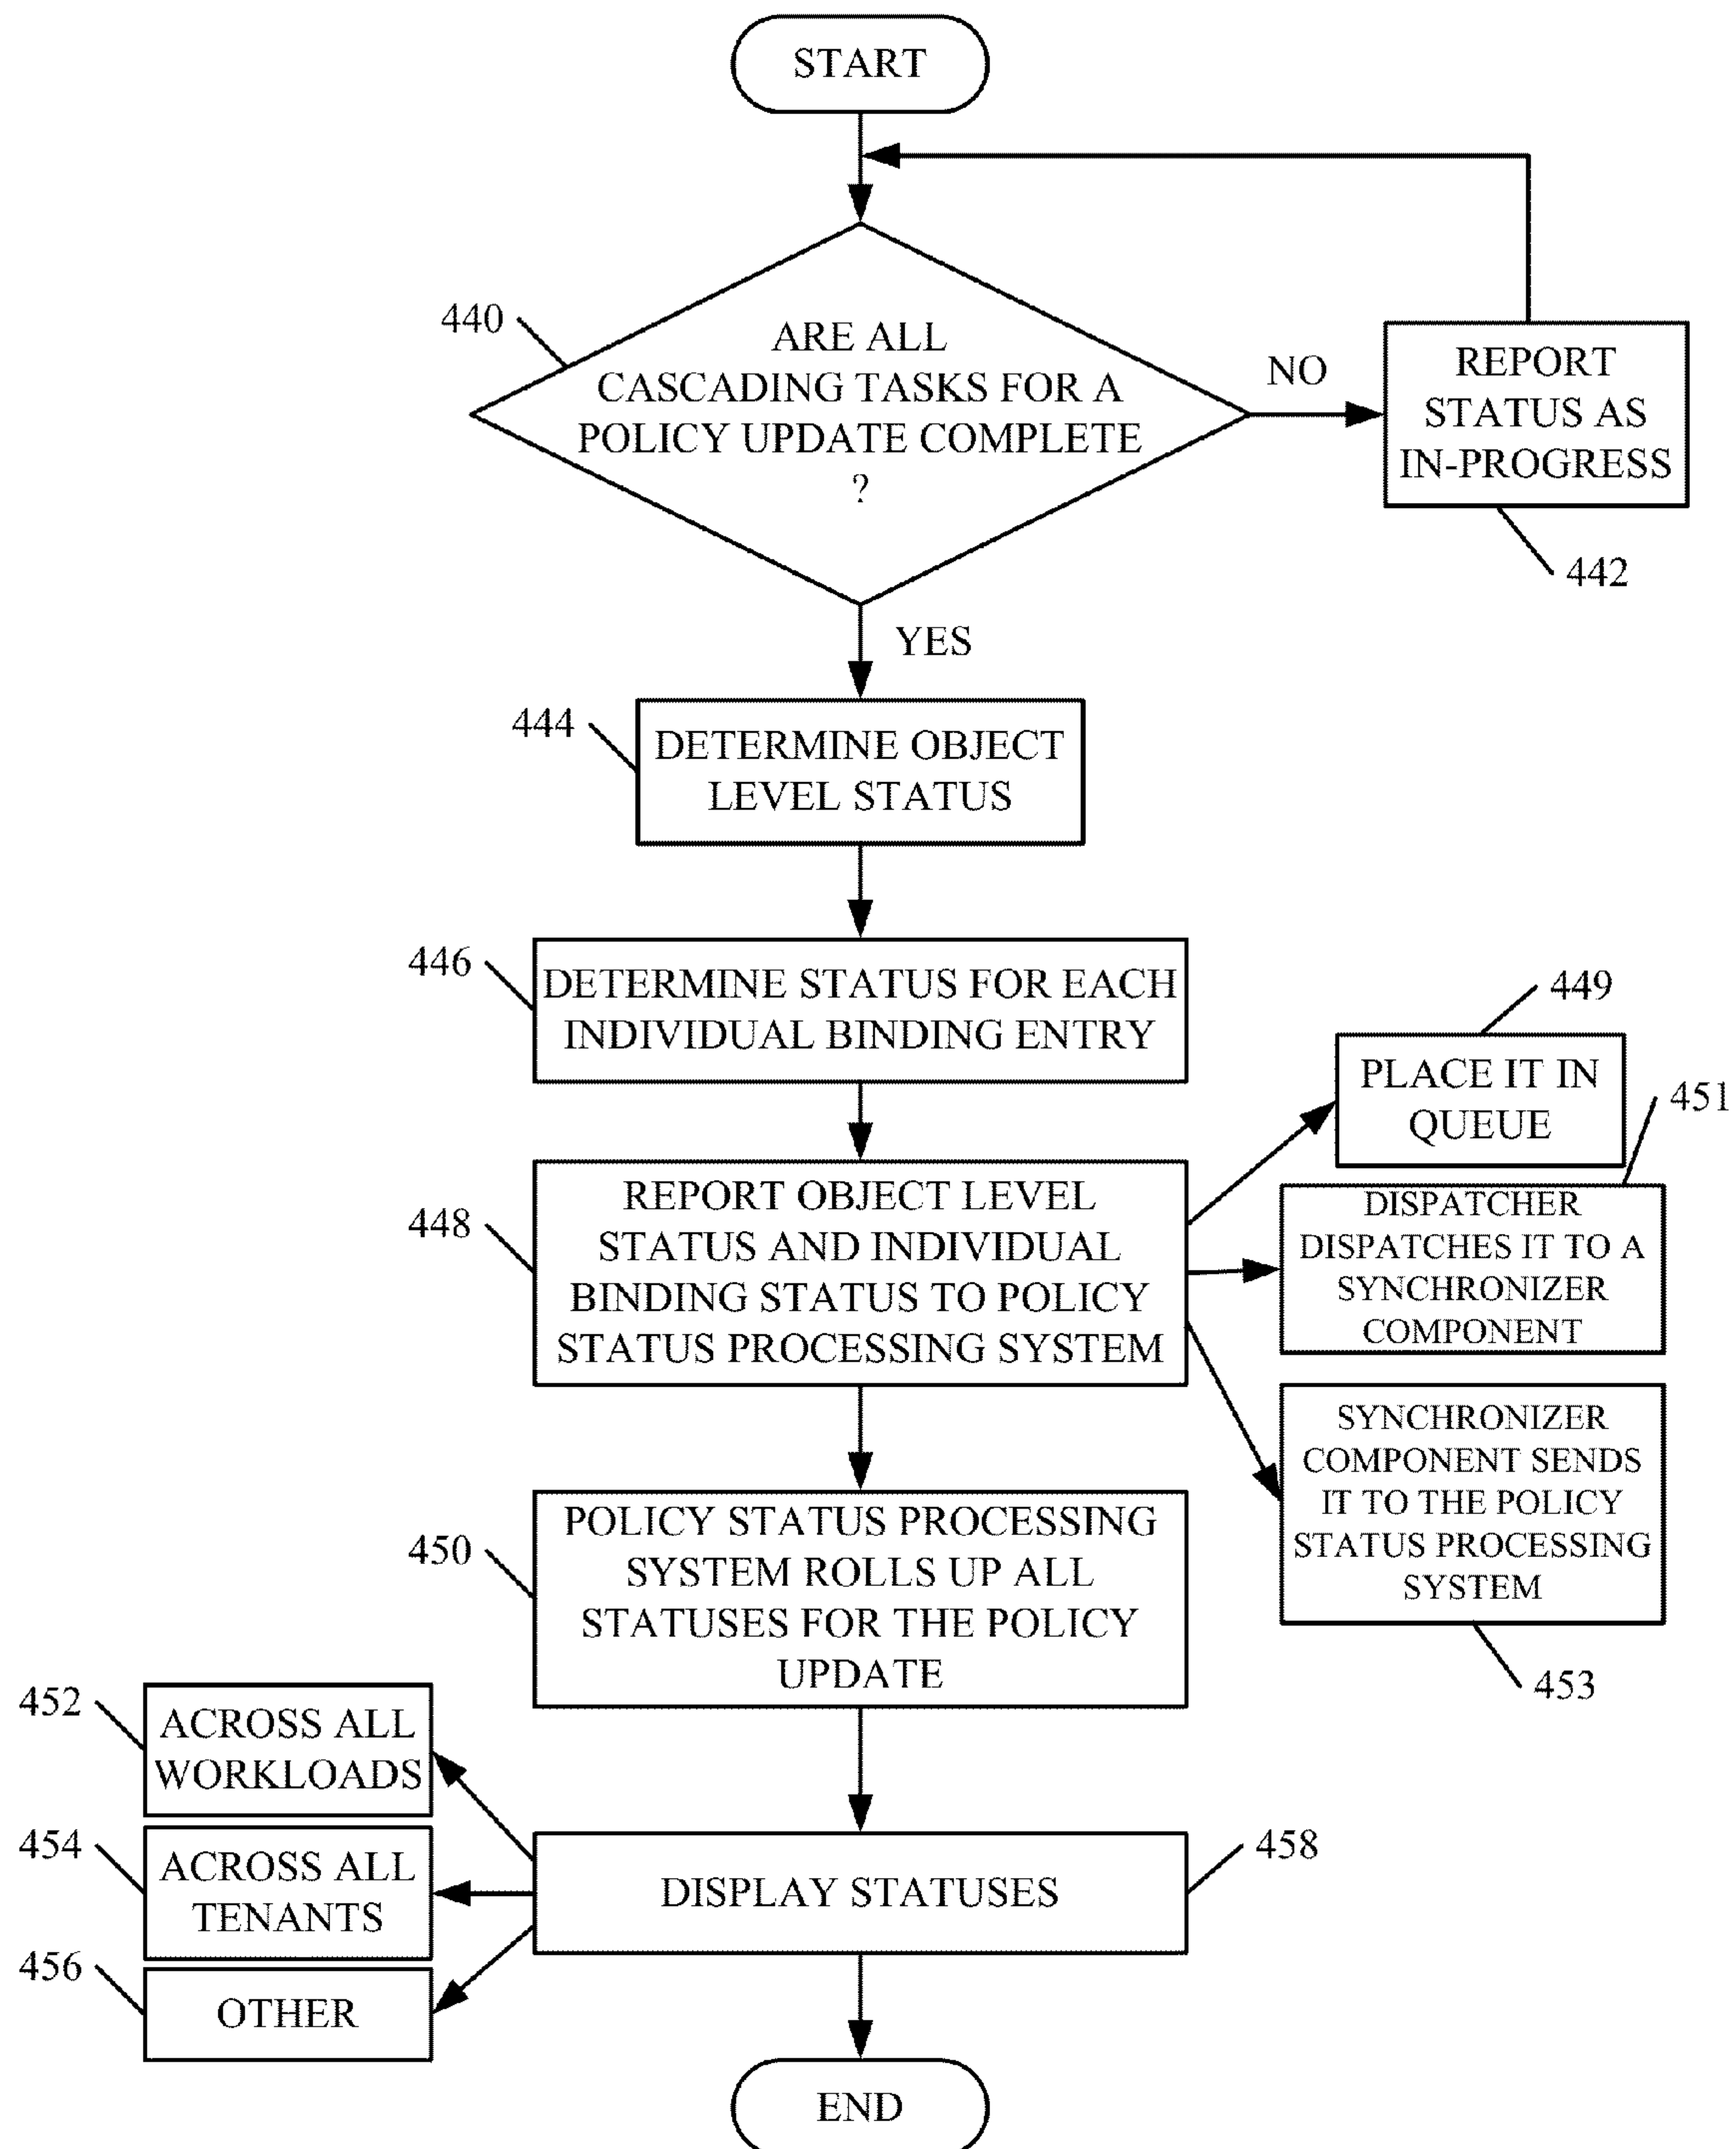 START
440
ARE ALL
CASCADING TASKS FOR A
POLICY UPDATE COMPLETE
?
NO
REPORT
STATUS AS
IN-PROGRESS
442
YES
444
DETERMINE OBJECT
LEVEL STATUS
446
DETERMINE STATUS FOR EACH
INDIVIDUAL BINDING ENTRY
448
REPORT OBJECT LEVEL
STATUS AND INDIVIDUAL
BINDING STATUS TO POLICY
STATUS PROCESSING SYSTEM
449
PLACE IT IN
QUEUE
451
DISPATCHER
DISPATCHES IT TO A
SYNCHRONIZER
COMPONENT
SYNCHRONIZER
COMPONENT SENDS
IT TO THE POLICY
STATUS PROCESSING
SYSTEM
453
450
POLICY STATUS PROCESSING
SYSTEM ROLLS UP ALL
STATUSES FOR THE POLICY
UPDATE
452
ACROSS ALL
WORKLOADS
454
ACROSS ALL
TENANTS
456
OTHER
DISPLAY STATUSES
458
END